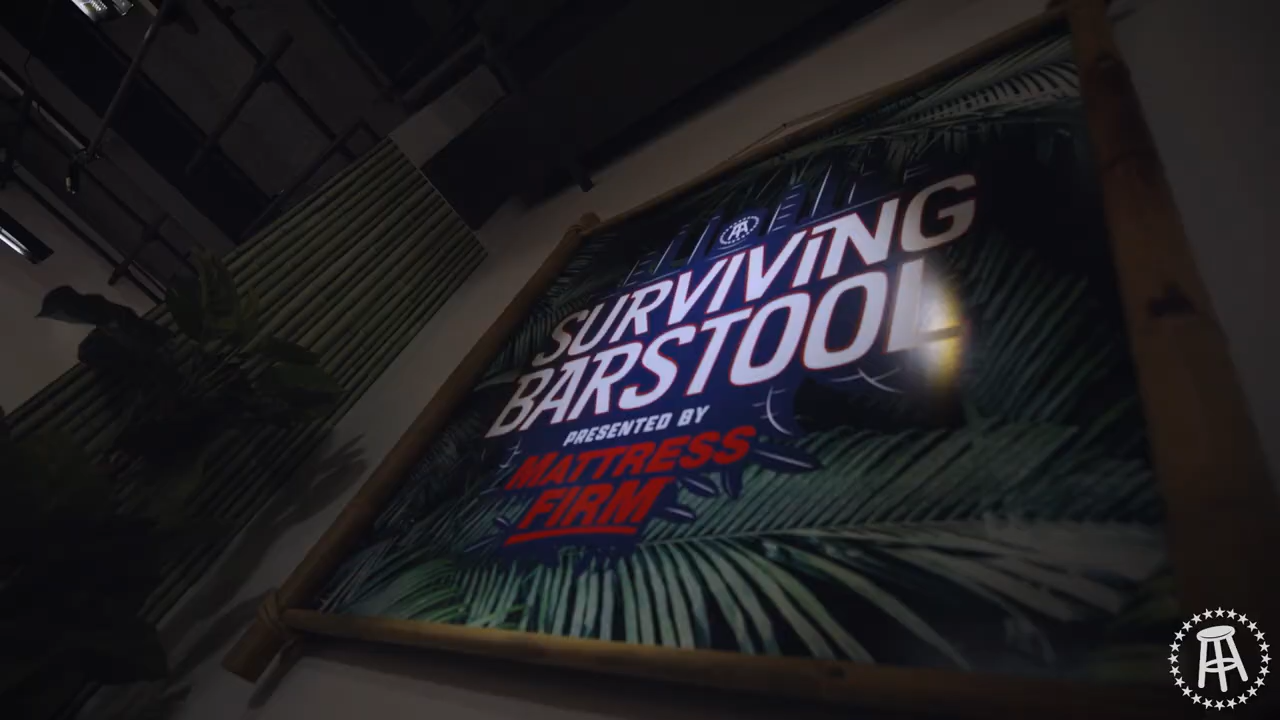 SURVIVING
BARSTOOL
PRESENTED BY
MATTRESS
FIRM